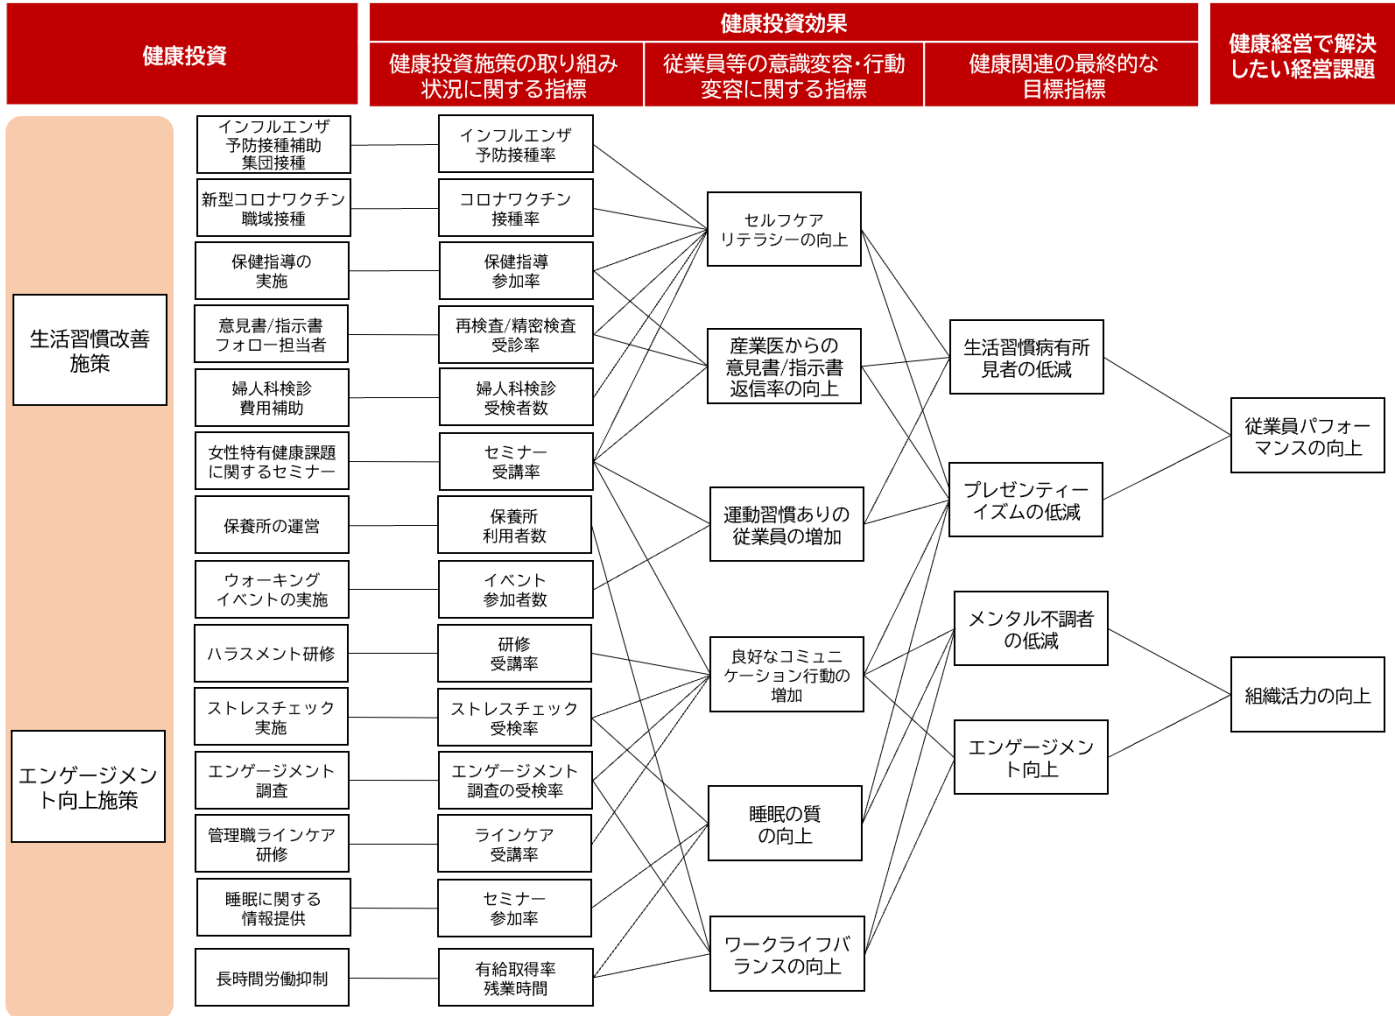 健康投資
健康投資効果
健康経営で解決
したい経営課題
健康投資施策の取り組み
状況に関する指標
従業員等の意識変容・行動
変容に関する指標
健康関連の最終的な
目標指標
生活習慣改善
施策
エンゲージメン
ト向上施策
インフルエンザ
予防接種補助
集団接種
新型コロナワクチン
職域接種
保健指導の
実施
意見書/指示書
フォロー担当者
婦人科検診
費用補助
女性特有健康課題
に関するセミナー
保養所の運営
ウォーキング
イベントの実施
ハラスメント研修
ストレスチェック
実施
エンゲージメント
調査
管理職ラインケア
研修
睡眠に関する
情報提供
長時間労働抑制
インフルエンザ
予防接種率
コロナワクチン
接種率
保健指導
参加率
再検査/精密検査
受診率
婦人科検診
受検者数
セミナー
受講率
保養所
利用者数
イベント
参加者数
研修
受講率
ストレスチェック
受検率
エンゲージメント
調査の受検率
ラインケア
受講率
セミナー
参加率
有給取得率
残業時間
セルフケア
リテラシーの向上
産業医からの
意見書/指示書
返信率の向上
運動習慣ありの
従業員の増加
良好なコミュニ
ケーション行動の
増加
睡眠の質
の向上
ワークライフバ
ランスの向上
生活習慣病有所
見者の低減
プレゼンティー
イズムの低減
メンタル不調者
の低減
エンゲージメン
ト向上
従業員パフォー
マンスの向上
組織活力の向上